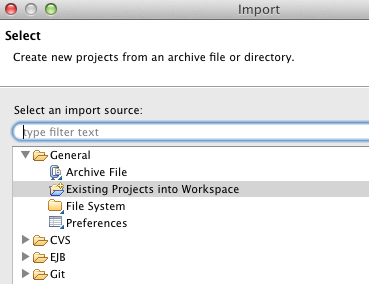 Import
Select
Create new projects from an archive file or directory.
Select an import source:
type filter text
General
Archive File
Existing Projects into Workspace
File System
Preferences
CVS
EJB
Git